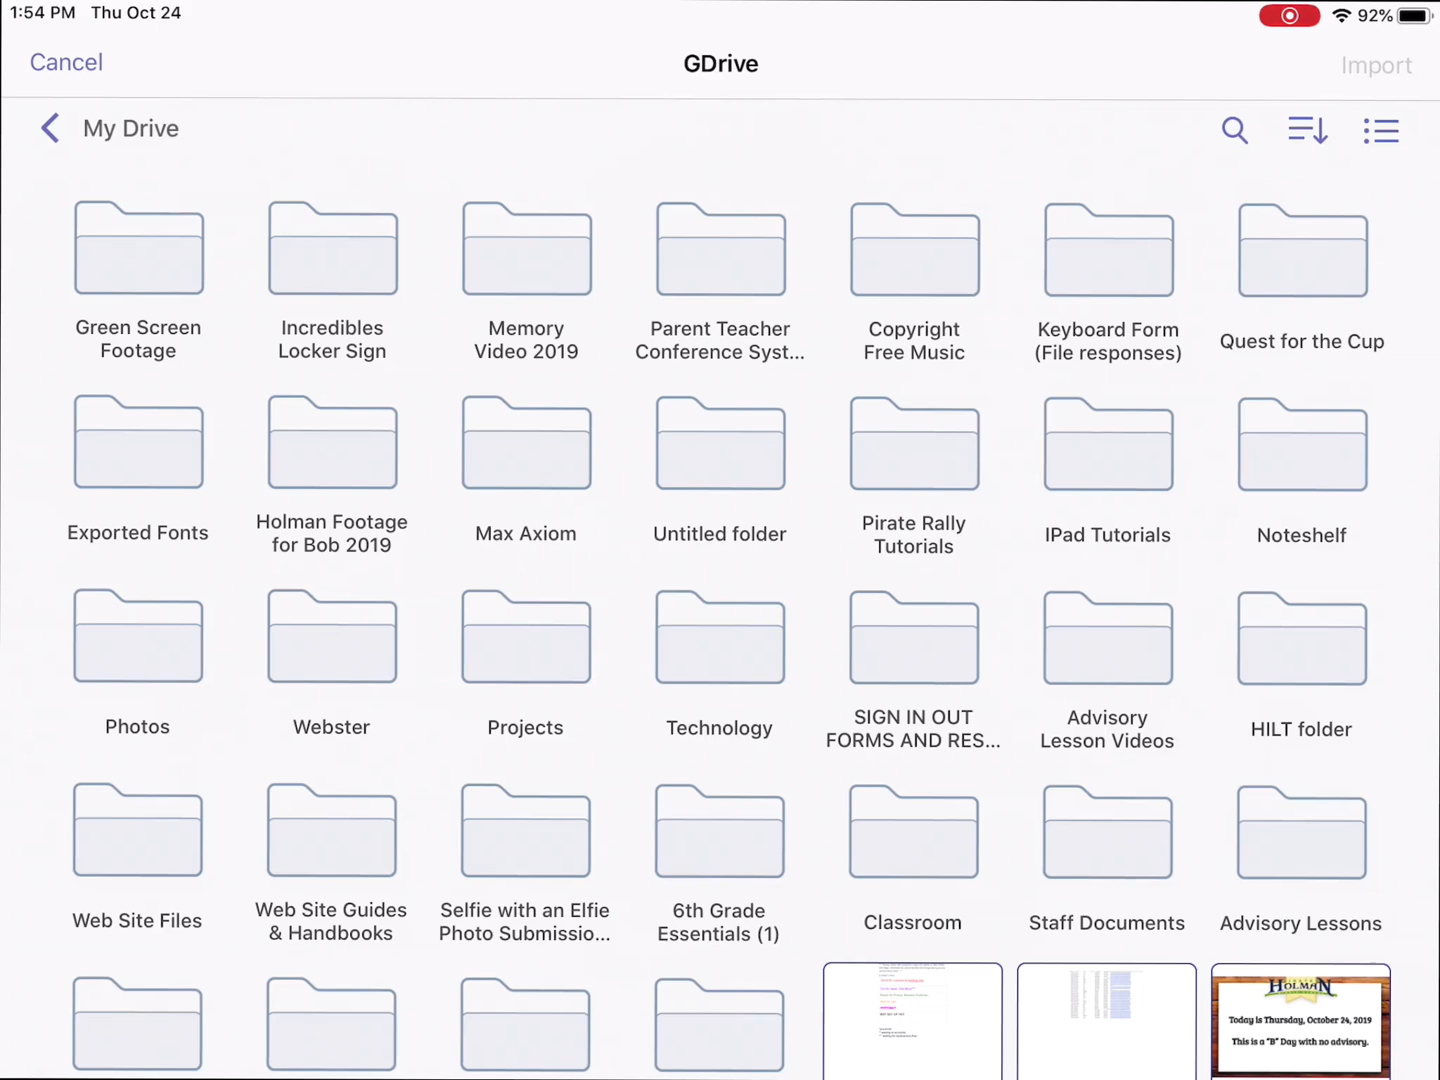 1:54 PM Thu Oct 24
92%
Cancel
GDrive
Import
My Drive
Green Screen
Footage
Incredibles
Locker Sign
Memory
Video 2019
Parent Teacher
Conference Syst...
Copyright
Free Music
Keyboard Form
(File responses)
Quest for the Cup
Exported Fonts
Holman Footage
for Bob 2019
Max Axiom
Untitled folder
Pirate Rally
Tutorials
IPad Tutorials
Noteshelf
Photos
Webster
Projects
Technology
SIGN IN OUT
FORMS AND RES...
Advisory
Lesson Videos
HILT folder
Web Site Files
Web Site Guides
& Handbooks
Selfie with an Elfie
Photo Submissio...
6th Grade
Essentials (1)
Classroom
Staff Documents
Advisory Lessons
HOLMAN
Today is Thursday, October 24, 2019
This is a "B" Day with no advisory.